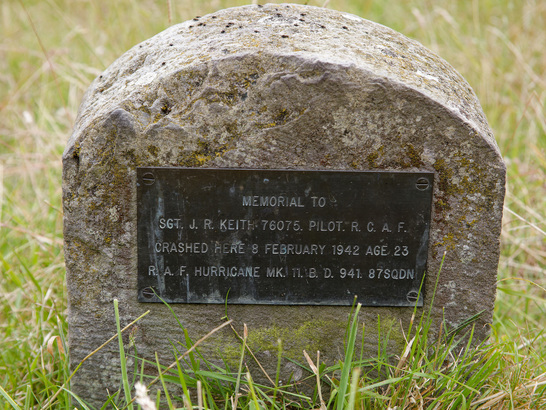 MEMORIAL TO
SGT. J. R. KEITH 76075. PILOT. R. C. A. F.
CRASHED HERE 8 FEBRUARY 1942 AGE 23
R. A. F. HURRICANE MK. 11. B. D. 941. 87SQDN